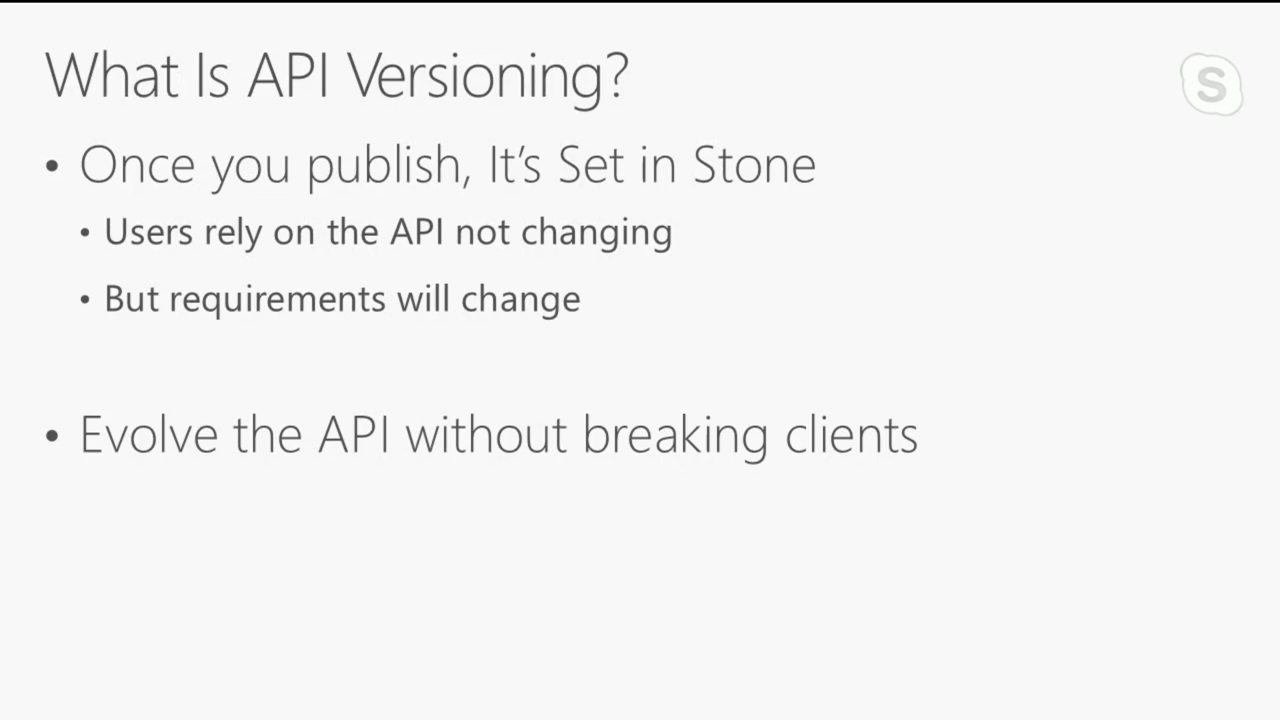 What Is API Versioning?
S
• Once you publish, It's Set in Stone
• Users rely on the API not changing
• But requirements will change
• Evolve the API without breaking clients